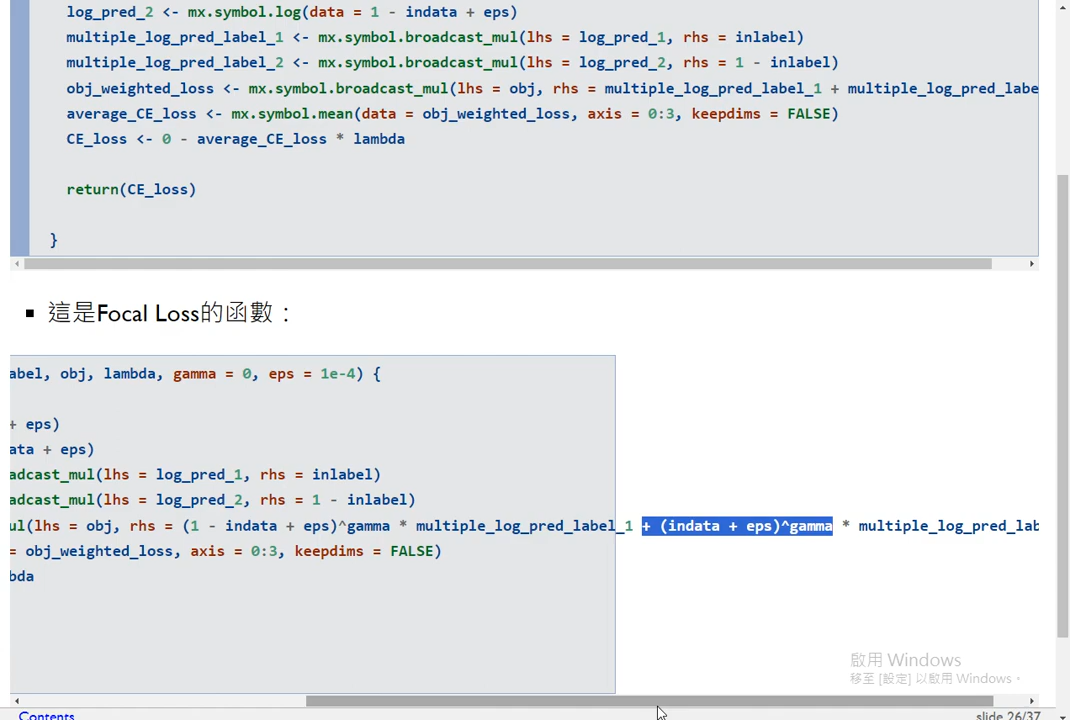 log_pred_2 <- mx.symbol.log(data = 1 - indata + eps)
multiple_log_pred_label_1 <- mx.symbol.broadcast_mul(lhs = log_pred_1, rhs = inlabel)
multiple_log_pred_label_2 <- mx.symbol.broadcast_mul(lhs = log_pred_2, rhs = 1 - inlabel)
obj_weighted_loss <- mx.symbol.broadcast_mul(lhs = obj, rhs = multiple_log_pred_label_1 + multiple_log_pred_labe
average_CE_loss <- mx.symbol.mean(data = obj_weighted_loss, axis = 0:3, keepdims = FALSE)
CE_loss <- 0 - average_CE_loss * lambda
return(CE_loss)
}
▪ 這是Focal Loss的函數：
abel, obj, lambda, gamma = 0, eps = 1e-4) {
+ eps)
ata + eps)
adcast_mul(lhs = log_pred_1, rhs = inlabel)
adcast_mul(lhs = log_pred_2, rhs = 1 - inlabel)
ul(lhs = obj, rhs = (1 - indata + eps)^gamma * multiple_log_pred_label_1 + (indata + eps)^gamma * multiple_log_pred_lab
= obj_weighted_loss, axis = 0:3, keepdims = FALSE)
bda
啟用 Windows
移至 [設定] 以啟用 Windows。
Contents
slide 26/37